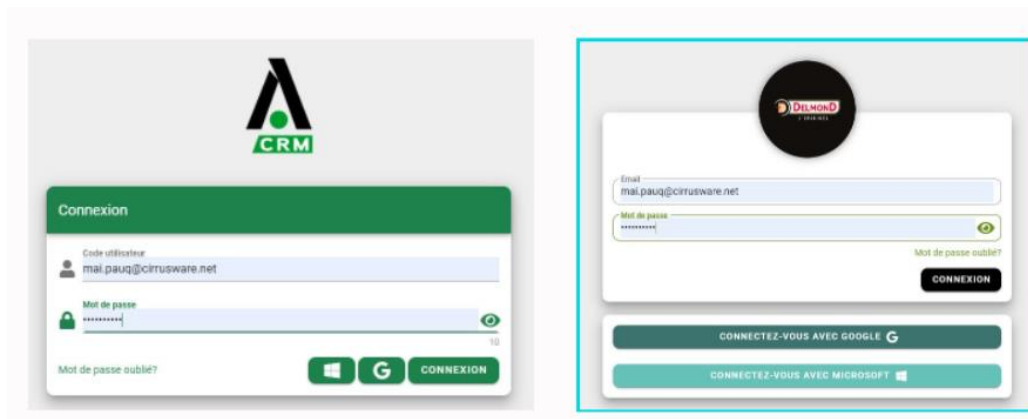 CRM
Connexion
Code utilisateur
mai.pauq@cirrusware.net
Mot de passe
10
Mot de passe oublié?
CONNEXION
DELMOND
Email
mai.pauq@cirrusware.net
Mot de passe
Mot de passe oublié?
CONNEXION
CONNECTEZ-VOUS AVEC GOOGLE
CONNECTEZ-VOUS AVEC MICROSOFT